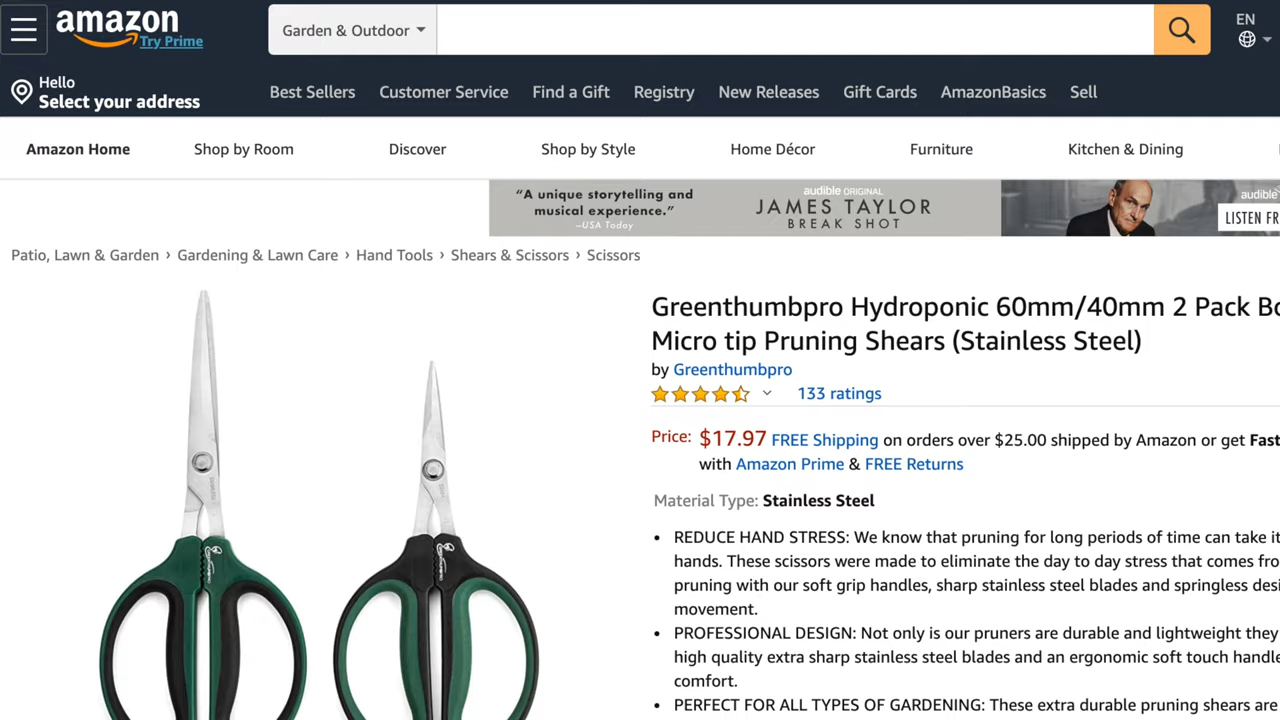 amazon
Try Prime
Garden & Outdoor
EN
Hello
Select your address
Best Sellers Customer Service Find a Gift Registry New Releases Gift Cards AmazonBasics Sell
Amazon Home Shop by Room Discover Shop by Style Home Décor Furniture Kitchen & Dining
“A unique storytelling and
musical experience.”
–USA Today
audible ORIGINAL
JAMES TAYLOR
BREAK SHOT
audible
LISTEN FR
Patio, Lawn & Garden › Gardening & Lawn Care › Hand Tools › Shears & Scissors › Scissors
Greenthumbpro Hydroponic 60mm/40mm 2 Pack Bo
Micro tip Pruning Shears (Stainless Steel)
by Greenthumbpro
133 ratings
Price: $17.97 FREE Shipping on orders over $25.00 shipped by Amazon or get Fast
with Amazon Prime & FREE Returns
Material Type: Stainless Steel
• REDUCE HAND STRESS: We know that pruning for long periods of time can take it
hands. These scissors were made to eliminate the day to day stress that comes fro
pruning with our soft grip handles, sharp stainless steel blades and springless desi
movement.
• PROFESSIONAL DESIGN: Not only is our pruners are durable and lightweight they
high quality extra sharp stainless steel blades and an ergonomic soft touch handle
comfort.
• PERFECT FOR ALL TYPES OF GARDENING: These extra durable pruning shears are